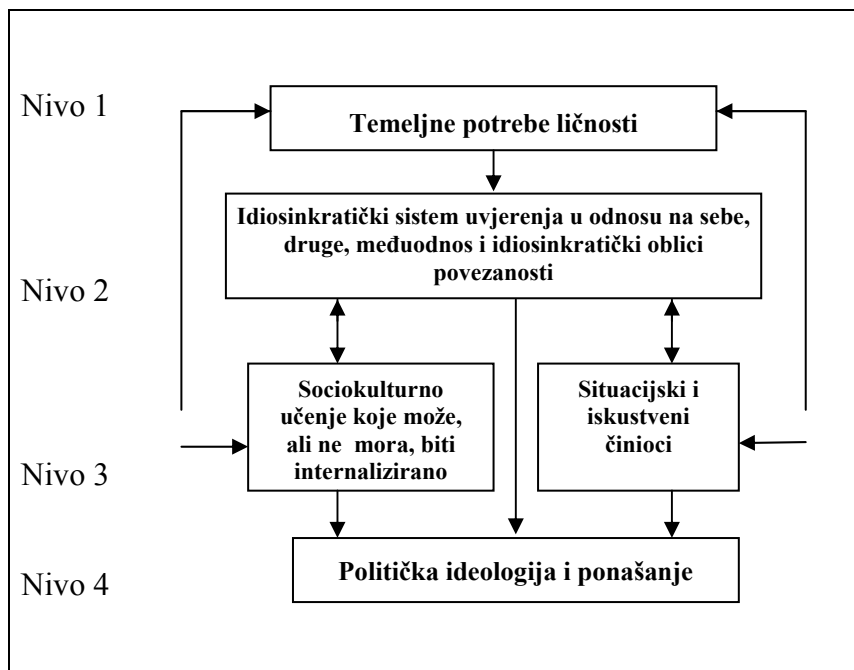 Nivo 1
Temeljne potrebe ličnosti
Idiosinkratički sistem uvjerenja u odnosu na sebe,
druge, međuodnos i idiosinkratički oblici
povezanosti
Nivo 2
Sociokulturno
učenje koje može,
ali ne mora, biti
internalizirano
Situacijski i
iskustveni
činioci
Nivo 3
Politička ideologija i ponašanje
Nivo 4